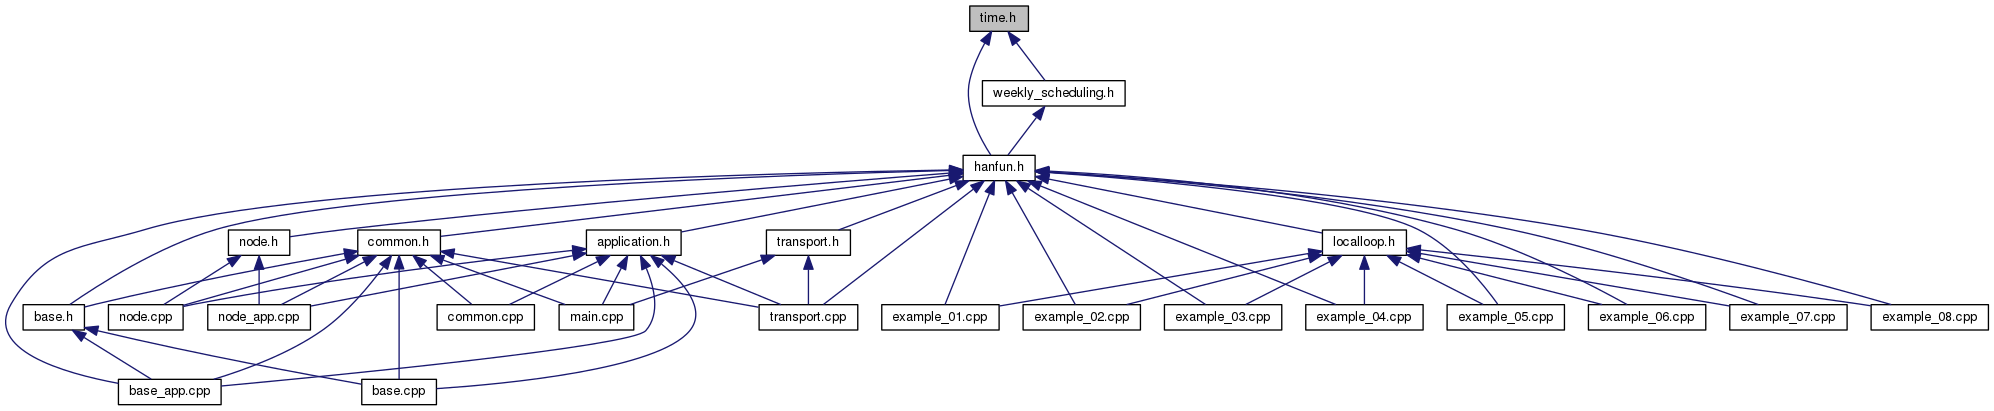 time.h
weekly_scheduling.h
hanfun.h
node.h
common.h
application.h
transport.h
localloop.h
base.h
node.cpp
node_app.cpp
common.cpp
main.cpp
transport.cpp
example_01.cpp
example_02.cpp
example_03.cpp
example_04.cpp
example_05.cpp
example_06.cpp
example_07.cpp
example_08.cpp
base_app.cpp
base.cpp